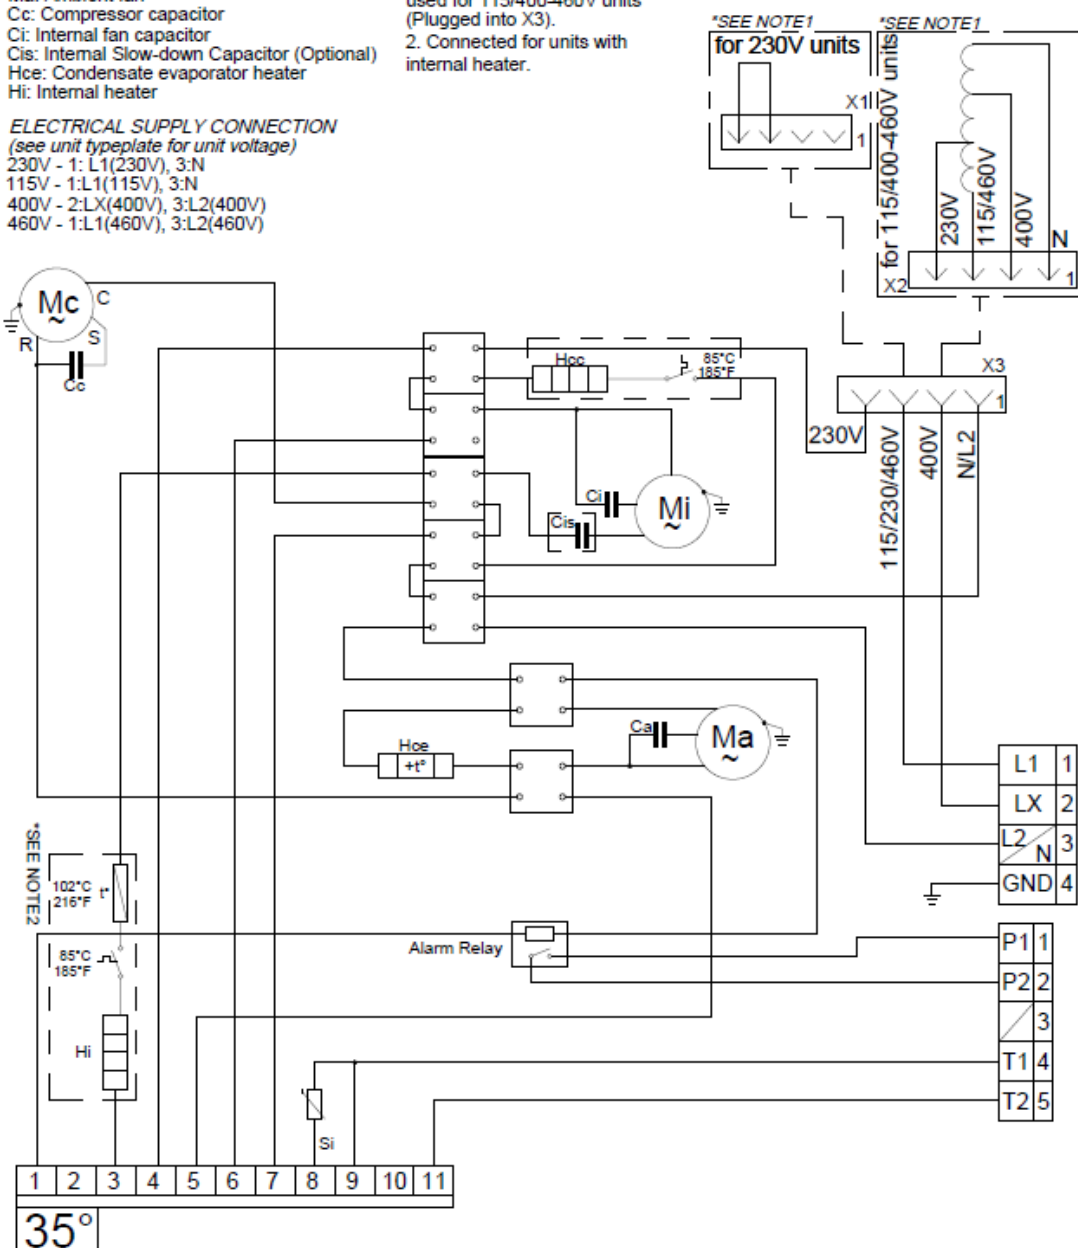 Cc: Compressor capacitor
Ci: Internal fan capacitor
Cis: Internal Slow-down Capacitor (Optional)
Hce: Condensate evaporator heater
Hi: Internal heater
ELECTRICAL SUPPLY CONNECTION
(see unit typeplate for unit voltage)
230V - 1: L1(230V), 3:N
115V - 1:L1(115V), 3:N
400V - 2:LX(400V), 3:L2(400V)
460V - 1:L1(460V), 3:L2(460V)
used for 115/400-460V units
(Plugged into X3).
2. Connected for units with
internal heater.
*SEE NOTE1
for 230V units
X1
1
*SEE NOTE1
for 115/400-460V units
230V
115/460V
400V
N
X2
1
Mc
~
C
S
R
Cc
Hcc
85°C
185°F
X3
1
230V
115/230/460V
400V
N/L2
Ci
Cis
Mi
~
Hce
+t°
Ca
Ma
~
L1 1
LX 2
L2/N 3
GND 4
*SEE NOTE2
102°C
216°F
t°
85°C
185°F
Hi
Alarm Relay
P1 1
P2 2
3
T1 4
T2 5
Si
1 2 3 4 5 6 7 8 9 10 11
35°